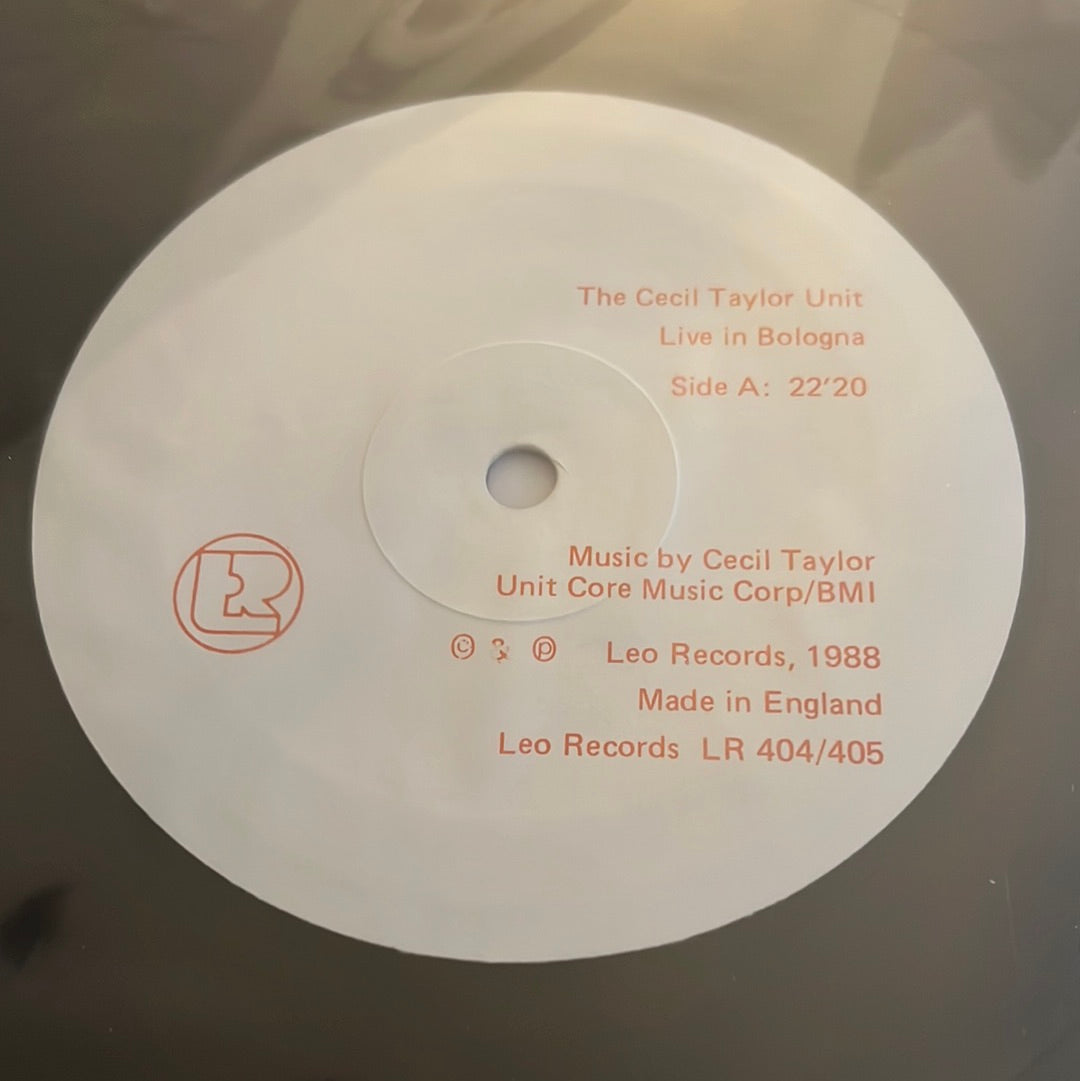 The Cecil Taylor Unit
Live in Bologna
Side A: 22'20
LR
Music by Cecil Taylor
Unit Core Music Corp/BMI
© & ℗ Leo Records, 1988
Made in England
Leo Records LR 404/405